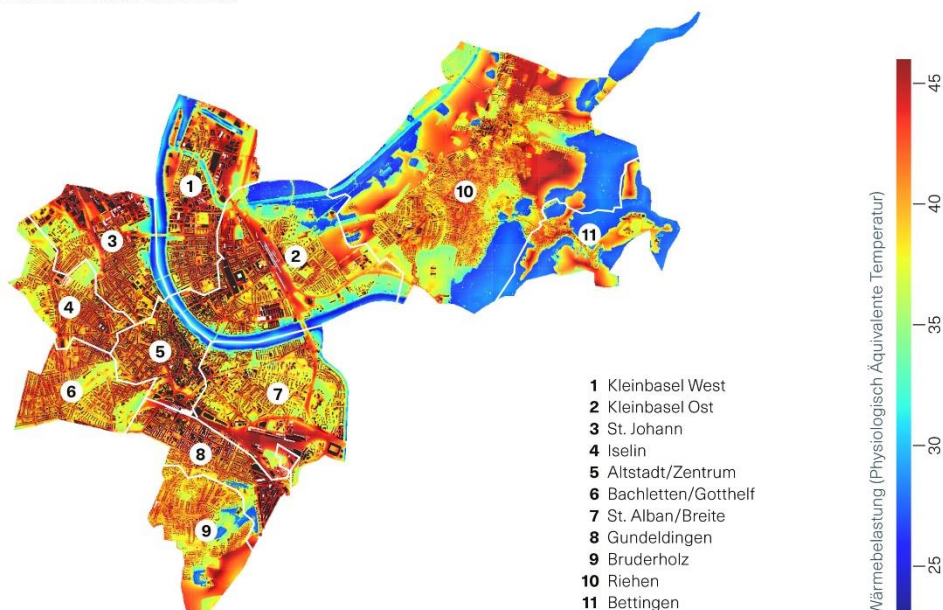 1
10
2
11
3
4
5
6
7
8
9
1 Kleinbasel West
2 Kleinbasel Ost
3 St. Johann
4 Iselin
5 Altstadt/Zentrum
6 Bachletten/Gotthelf
7 St. Alban/Breite
8 Gundeldingen
9 Bruderholz
10 Riehen
11 Bettingen
Wärmebelastung (Physiologisch Äquivalente Temperatur)
45
40
35
30
25